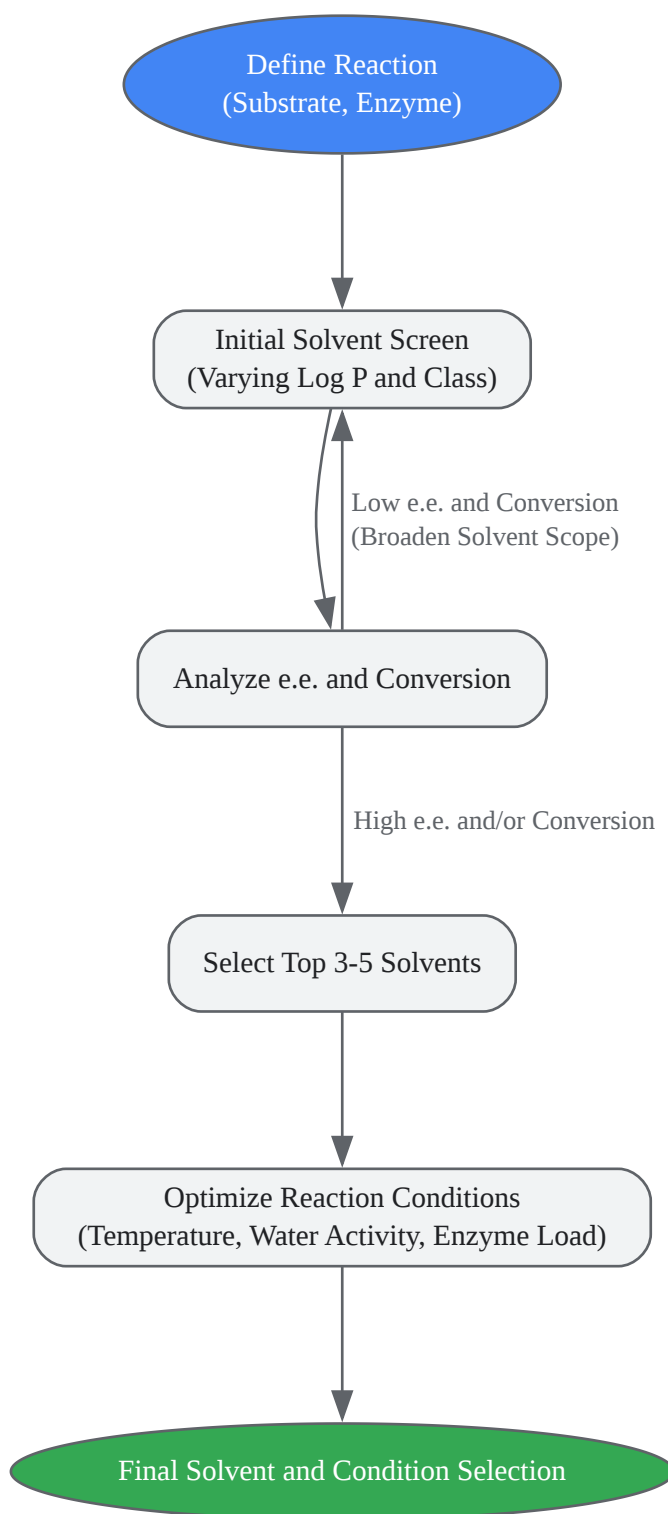 Define Reaction
(Substrate, Enzyme)
Initial Solvent Screen
(Varying Log P and Class)
Low e.e. and Conversion
(Broaden Solvent Scope)
Analyze e.e. and Conversion
High e.e. and/or Conversion
Select Top 3-5 Solvents
Optimize Reaction Conditions
(Temperature, Water Activity, Enzyme Load)
Final Solvent and Condition Selection